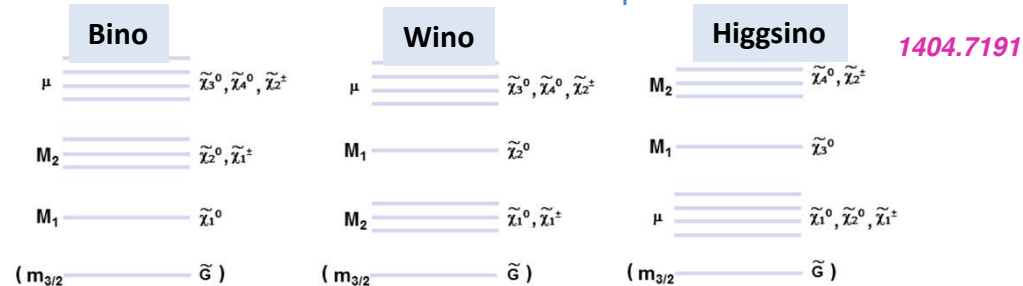 Bino
Wino
Higgsino
1404.7191
μ χ̃₃⁰, χ̃₄⁰, χ̃₂±
M₂ χ̃₂⁰, χ̃₁±
M₁ χ̃₁⁰
( m₃/₂ G̃ )
μ χ̃₃⁰, χ̃₄⁰, χ̃₂±
M₁ χ̃₂⁰
M₂ χ̃₁⁰, χ̃₁±
( m₃/₂ G̃ )
M₂ χ̃₄⁰, χ̃₂±
M₁ χ̃₃⁰
μ χ̃₁⁰, χ̃₂⁰, χ̃₁±
( m₃/₂ G̃ )